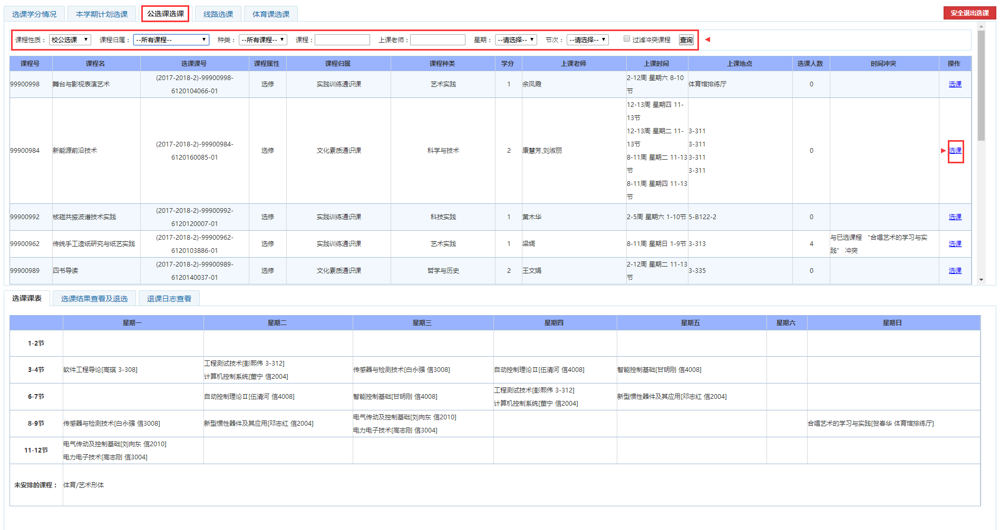 选课学分情况 本学期计划选课 公选课选课 线路选课 体育课选课 安全退出选课
课程性质： 校公选课 课程归属： --所有课程-- 种类： --所有课程-- 课程： 上课老师： 星期： --请选择-- 节次： --请选择-- 过滤冲突课程 查询
课程号 课程名 选课课号 课程属性 课程归属 课程种类 学分 上课老师 上课时间 上课地点 选课人数 时间冲突 操作
99900998 舞台与影视表演艺术 (2017-2018-2)-99900998-
6120104066-01 选修 实践训练通识课 艺术实践 1 余凤霞 2-12周 星期六 8-10
节 体育馆排练厅 0 选课
99900984 新能源前沿技术 (2017-2018-2)-99900984-
6120160085-01 选修 文化素质通识课 科学与技术 2 康慧芳,刘淑丽 12-13周 星期四 11-
13节
12-13周 星期二 11-
13节
8-11周 星期二 11-13
节
8-11周 星期四 11-13
节
3-311
3-311
3-311
3-311
0 选课
99900992 核磁共振波谱技术实践 (2017-2018-2)-99900992-
6120120007-01 选修 实践训练通识课 科技实践 1 黄木华 2-5周 星期六 1-10节 5-B122-2 0 选课
99900962 传统手工造纸研究与纸艺实践 (2017-2018-2)-99900962-
6120103886-01 选修 实践训练通识课 艺术实践 1 梁绸 8-11周 星期日 1-9节 3-313 4 与已选课程 “合唱艺术的学习与实
践” 冲突 选课
99900989 四书导读 (2017-2018-2)-99900989-
6120140037-01 选修 文化素质通识课 哲学与历史 2 王文娟 2-12周 星期二 11-13
节 3-335 0 选课
选课课表 选课结果查看及退选 退课日志查看
星期一 星期二 星期三 星期四 星期五 星期六 星期日
1-2节
3-4节 软件工程导论[高琪 3-308] 工程测试技术[彭熙伟 3-312]
计算机控制系统[董宁 信2004] 传感器与检测技术[白永强 信3008] 自动控制理论Ⅱ[伍清河 信4008] 智能控制基础[甘明刚 信4008]
6-7节 自动控制理论Ⅱ[伍清河 信4008] 智能控制基础[甘明刚 信4008] 工程测试技术[彭熙伟 3-312]
计算机控制系统[董宁 信2004] 新型惯性器件及其应用[邓志红 信2004]
8-9节 传感器与检测技术[白永强 信3008] 新型惯性器件及其应用[邓志红 信2004] 电气传动及控制基础[刘向东 信2010]
电力电子技术[高志刚 信3004] 合唱艺术的学习与实践[贺春华 体育馆排练厅]
11-12节 电气传动及控制基础[刘向东 信2010]
电力电子技术[高志刚 信3004]
未安排的课程： 体育/艺术形体